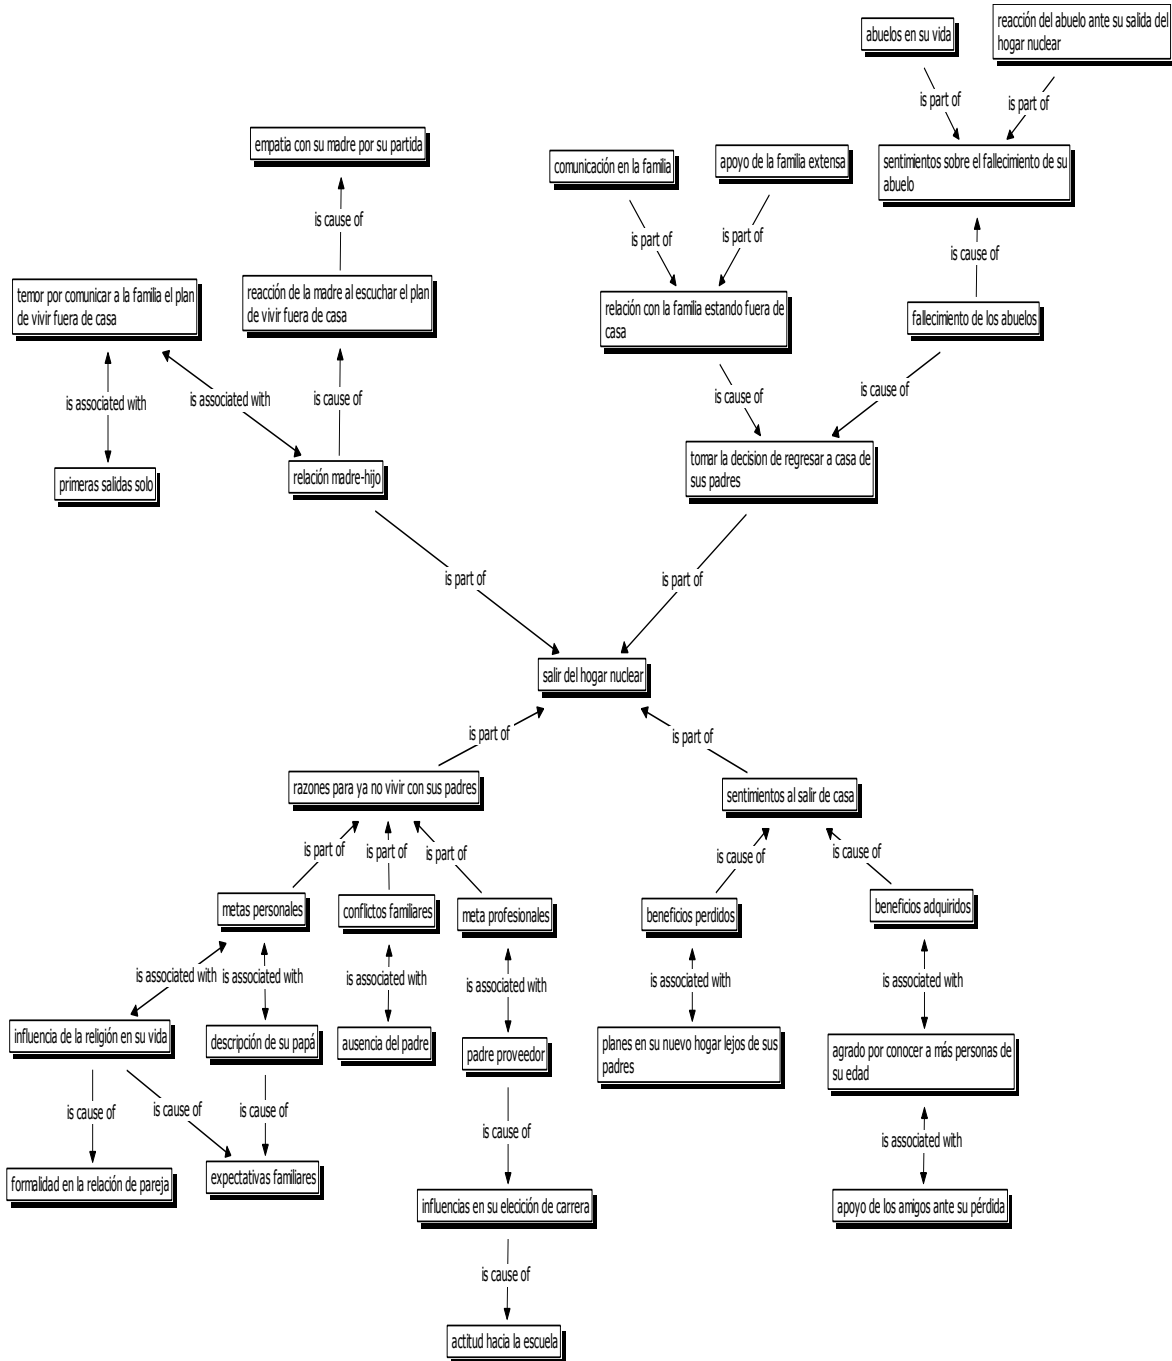 abuelos en su vida
reacción del abuelo ante su salida del
hogar nuclear
is part of
is part of
empatia con su madre por su partida
comunicación en la familia
apoyo de la familia extensa
sentimientos sobre el fallecimiento de su
abuelo
is cause of
is part of
is part of
is cause of
temor por comunicar a la familia el plan
de vivir fuera de casa
reacción de la madre al escuchar el plan
de vivir fuera de casa
relación con la familia estando fuera de
casa
fallecimiento de los abuelos
is associated with
is associated with
is cause of
is cause of
is cause of
primeras salidas solo
relación madre-hijo
tomar la decision de regresar a casa de
sus padres
is part of
is part of
salir del hogar nuclear
is part of
is part of
razones para ya no vivir con sus padres
sentimientos al salir de casa
is part of
is part of
is part of
is cause of
is cause of
metas personales
conflictos familiares
meta profesionales
beneficios perdidos
beneficios adquiridos
is associated with
is associated with
is associated with
is associated with
is associated with
is associated with
influencia de la religión en su vida
descripción de su papá
ausencia del padre
padre proveedor
planes en su nuevo hogar lejos de sus
padres
agrado por conocer a más personas de
su edad
is cause of
is cause of
is cause of
is cause of
is associated with
formalidad en la relación de pareja
expectativas familiares
influencias en su elecición de carrera
apoyo de los amigos ante su pérdida
is cause of
actitud hacia la escuela